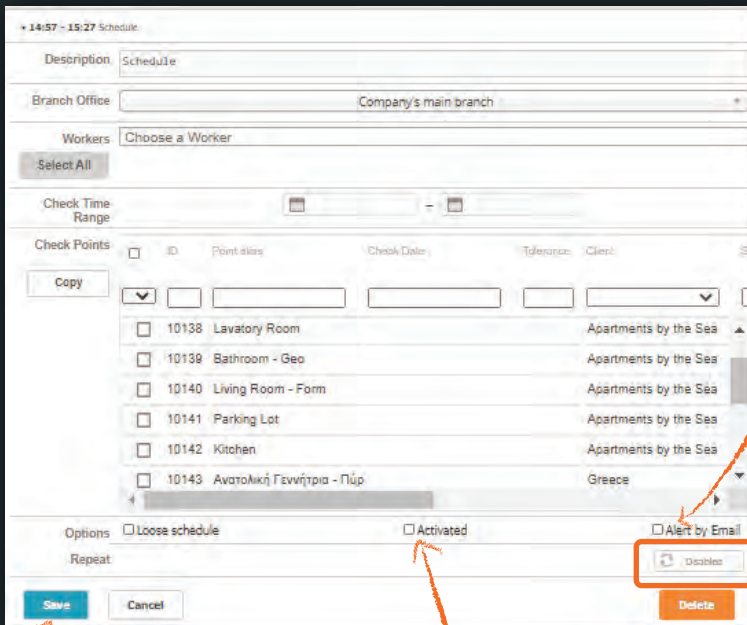 • 14:57 - 15:27 Schedule
Description Schedule
Branch Office Company's main branch
Workers Choose a Worker
Select All
Check Time Range –
Check Points ID Point alias Check Date Tolerance Client S
Copy
10138 Lavatory Room Apartments by the Sea
10139 Bathroom - Geo Apartments by the Sea
10140 Living Room - Form Apartments by the Sea
10141 Parking Lot Apartments by the Sea
10142 Kitchen Apartments by the Sea
10143 Ανατολική Γεννήτρια - Πύρ Greece
Options Loose schedule Activated Alert by Email
Repeat Disabled
Save Cancel Delete